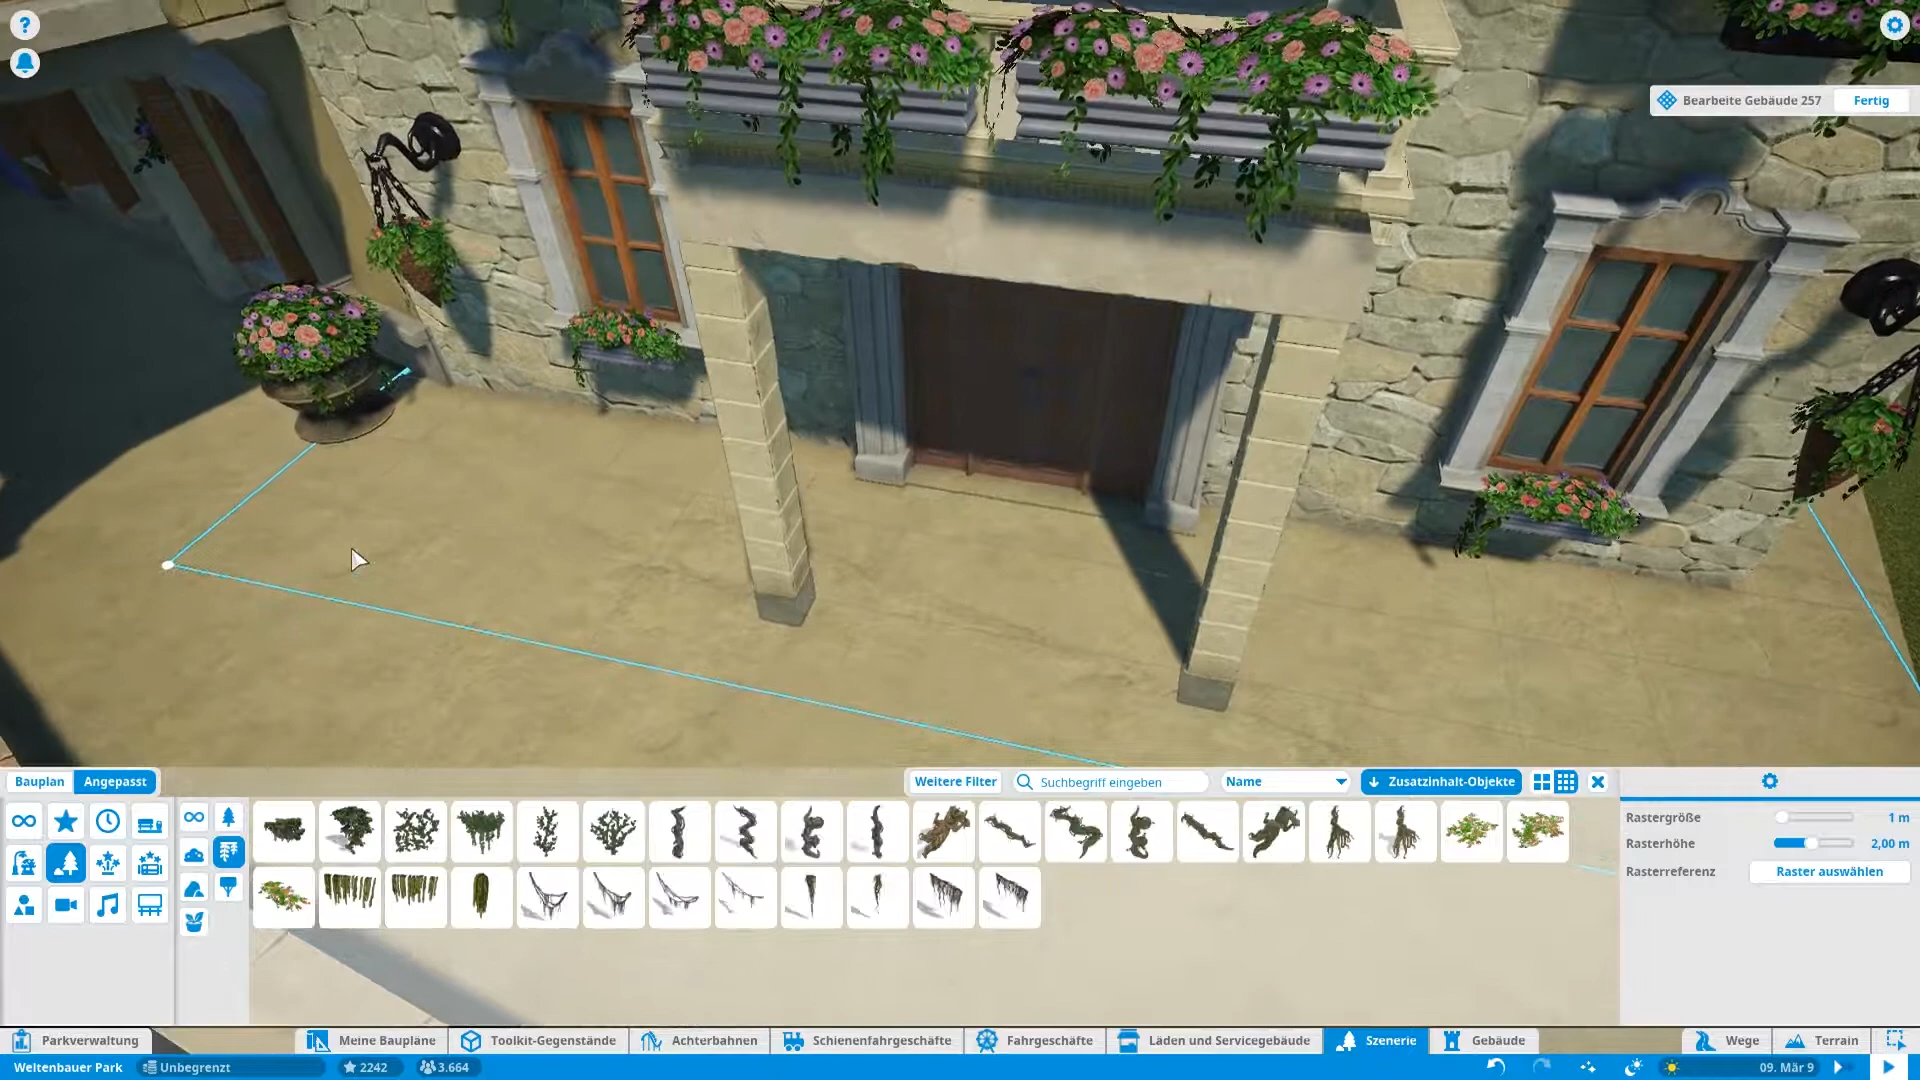 ?
Bearbeite Gebäude 257 Fertig
Bauplan Angepasst Weitere Filter Suchbegriff eingeben Name Zusatzinhalt-Objekte
Rastergröße 1 m
Rasterhöhe 2,00 m
Rasterreferenz Raster auswählen
Parkverwaltung Meine Baupläne Toolkit-Gegenstände Achterbahnen Schienenfahrgeschäfte Fahrgeschäfte Läden und Servicegebäude Szenerie Gebäude Wege Terrain
Weltenbauer Park Unbegrenzt 2242 3.664 09. Mär 9